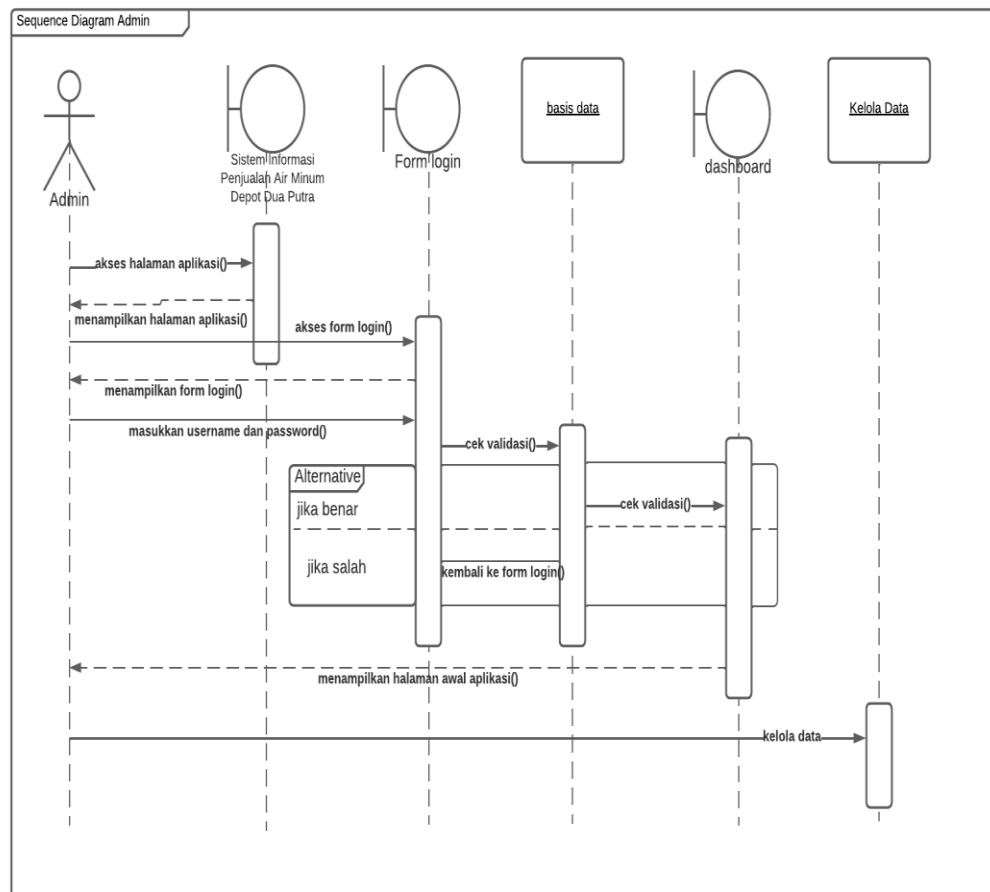 Sequence Diagram Admin
Admin
Sistem Informasi
Penjualan Air Minum
Depot Dua Putra
Form login
basis data
dashboard
Kelola Data
akses halaman aplikasi()
menampilkan halaman aplikasi()
akses form login()
menampilkan form login()
masukkan username dan password()
cek validasi()
Alternative
jika benar
cek validasi()
jika salah
kembali ke form login()
menampilkan halaman awal aplikasi()
kelola data